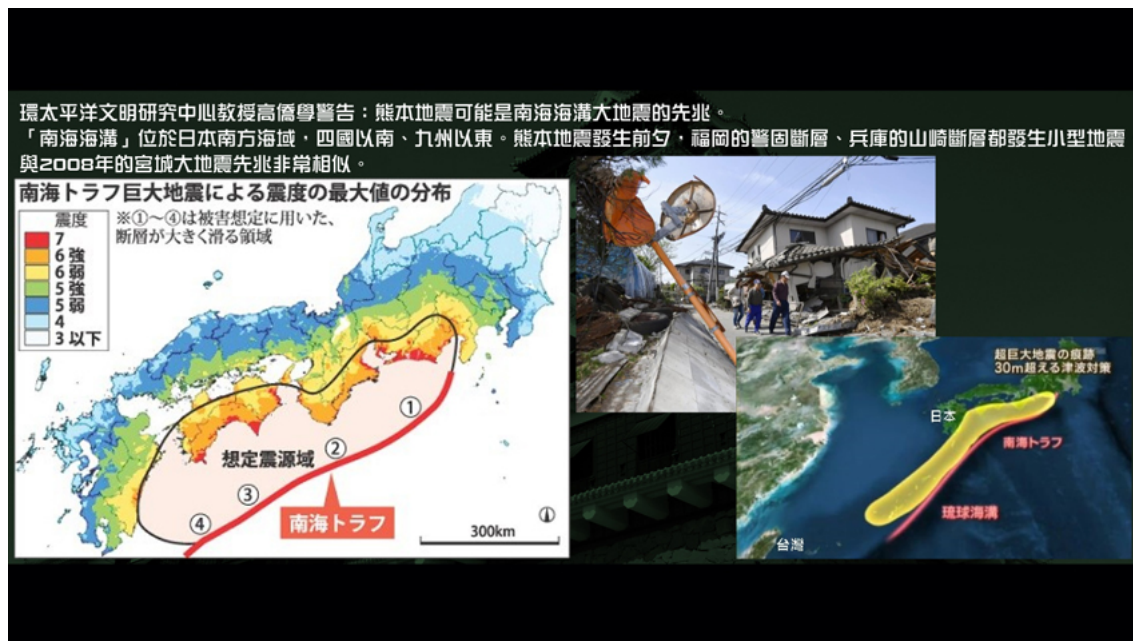 環太平洋文明研究中心教授高僑學警告：熊本地震可能是南海海溝大地震的先兆。
「南海海溝」位於日本南方海域，四國以南、九州以東。熊本地震發生前夕，福岡的警固斷層、兵庫的山崎斷層都發生小型地震
與2008年的宮城大地震先兆非常相似。
南海トラフ巨大地震による震度の最大値の分布
震度
※①～④は被害想定に用いた、
断層が大きく滑る領域
7
6強
6弱
5強
5弱
4
3以下
①
②
③
④
想定震源域
南海トラフ
300km
超巨大地震の痕跡
30m超える津波対策
日本
南海トラフ
琉球海溝
台灣